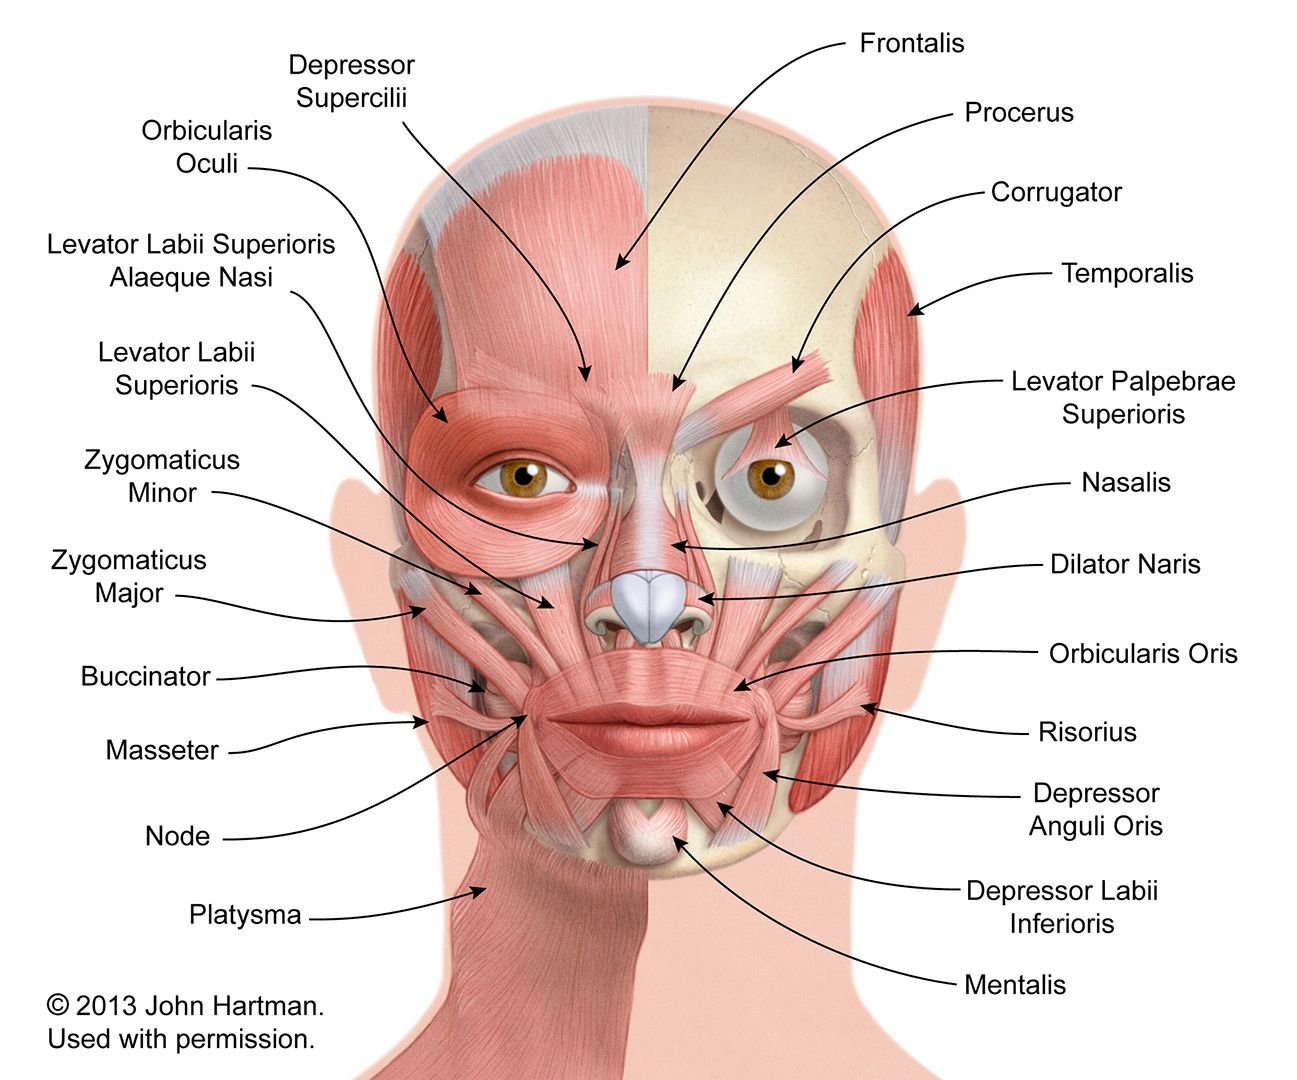 Depressor
Supercilii
Orbicularis
Oculi
Levator Labii Superioris
Alaeque Nasi
Levator Labii
Superioris
Zygomaticus
Minor
Zygomaticus
Major
Buccinator
Masseter
Node
Platysma
© 2013 John Hartman.
Used with permission.
Frontalis
Procerus
Corrugator
Temporalis
Levator Palpebrae
Superioris
Nasalis
Dilator Naris
Orbicularis Oris
Risorius
Depressor
Anguli Oris
Depressor Labii
Inferioris
Mentalis